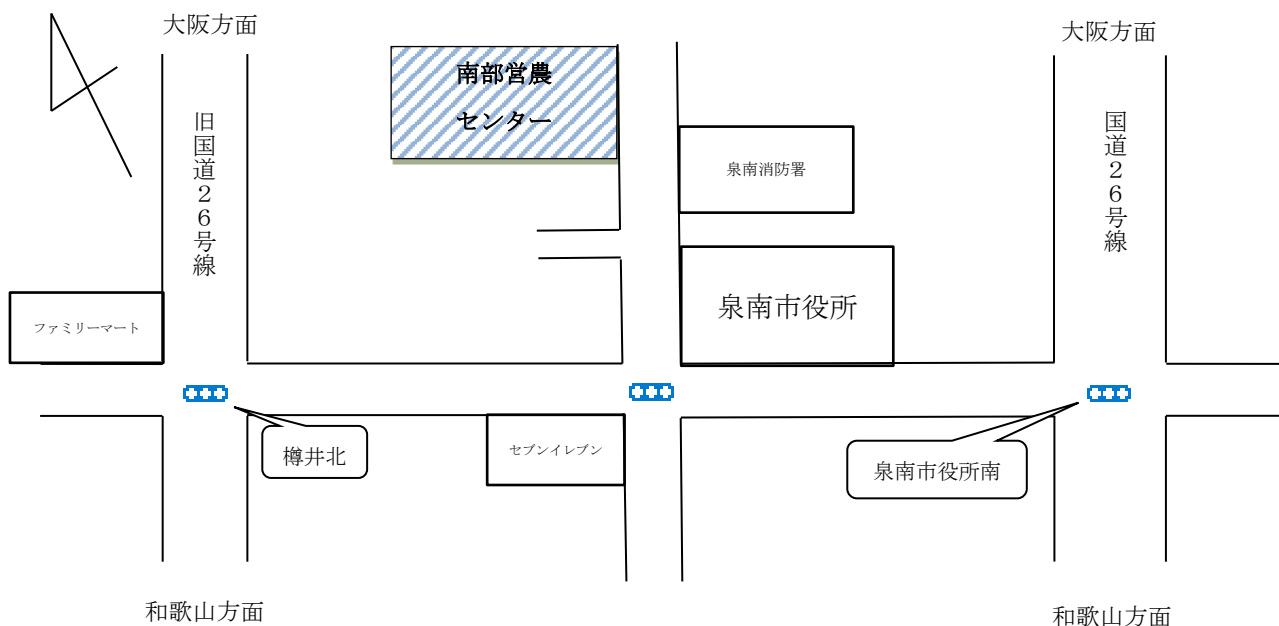 大阪方面
大阪方面
南部営農
センター
旧国道２６号線
国道２６号線
泉南消防署
泉南市役所
ファミリーマート
樽井北
セブンイレブン
泉南市役所南
和歌山方面
和歌山方面